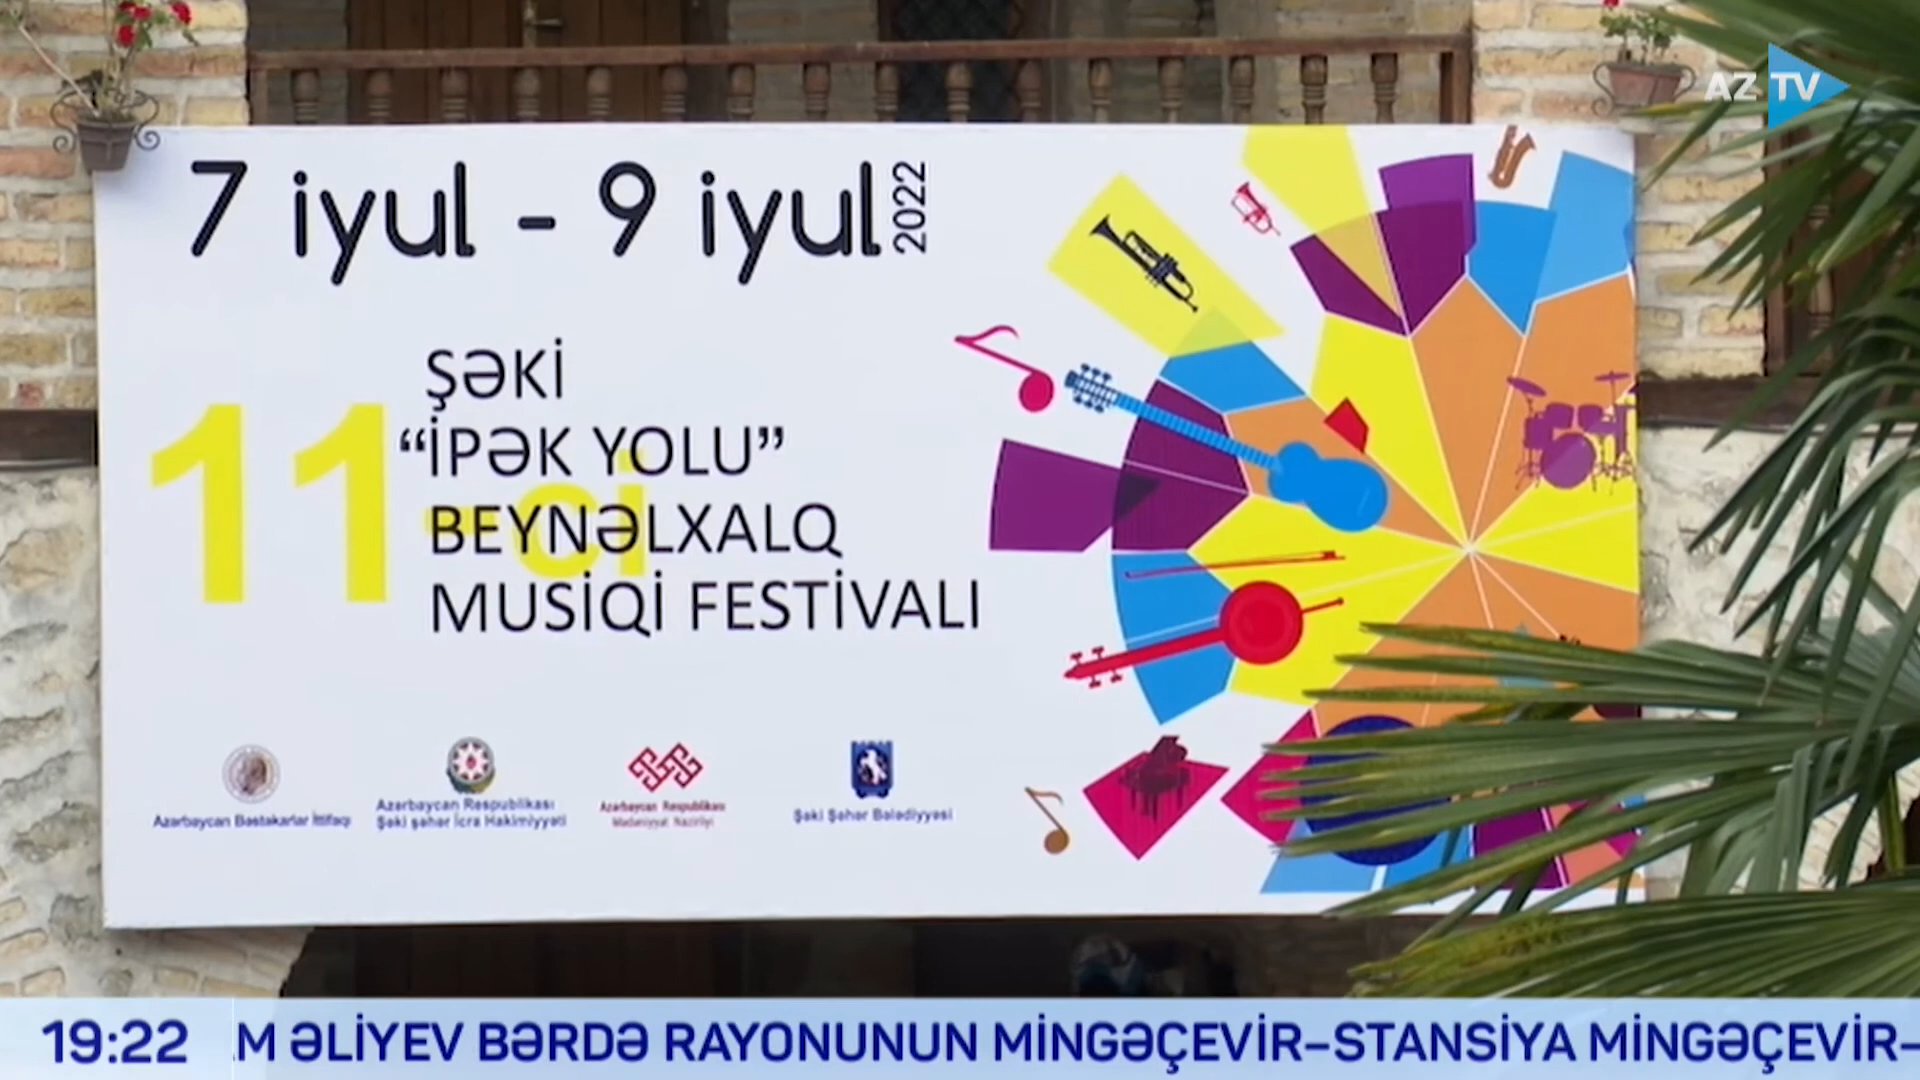 AZTV
7 iyul - 9 iyul 2022
11-ci
ŞƏKİ
“İPƏK YOLU”
BEYNƏLXALQ
MUSİQİ FESTİVALI
Azərbaycan Bəstəkarlar İttifaqı
Azərbaycan Respublikası
Şəki şəhər İcra Hakimiyyəti
Azərbaycan Respublikası
Mədəniyyət Nazirliyi
Şəki Şəhər Bələdiyyəsi
19:22 M ƏLİYEV BƏRDƏ RAYONUNUN MİNGƏÇEVİR–STANSİYA MİNGƏÇEVİR–